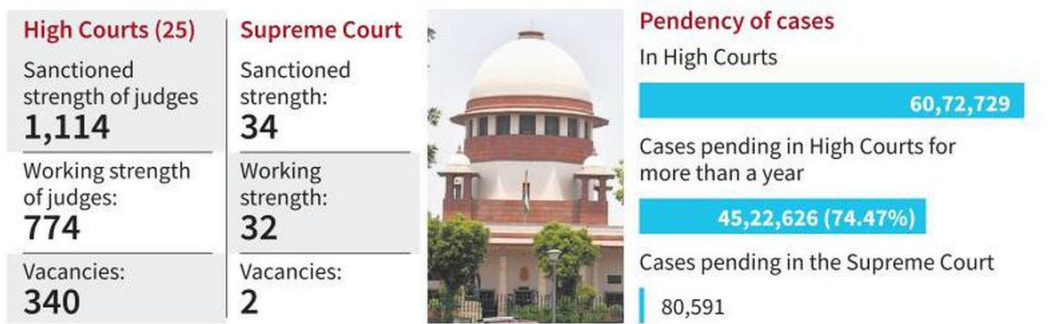 High Courts (25)
Sanctioned
strength of judges
1,114
Working strength
of judges:
774
Vacancies:
340
Supreme Court
Sanctioned
strength:
34
Working
strength:
32
Vacancies:
2
Pendency of cases
In High Courts
60,72,729
Cases pending in High Courts for
more than a year
45,22,626 (74.47%)
Cases pending in the Supreme Court
80,591